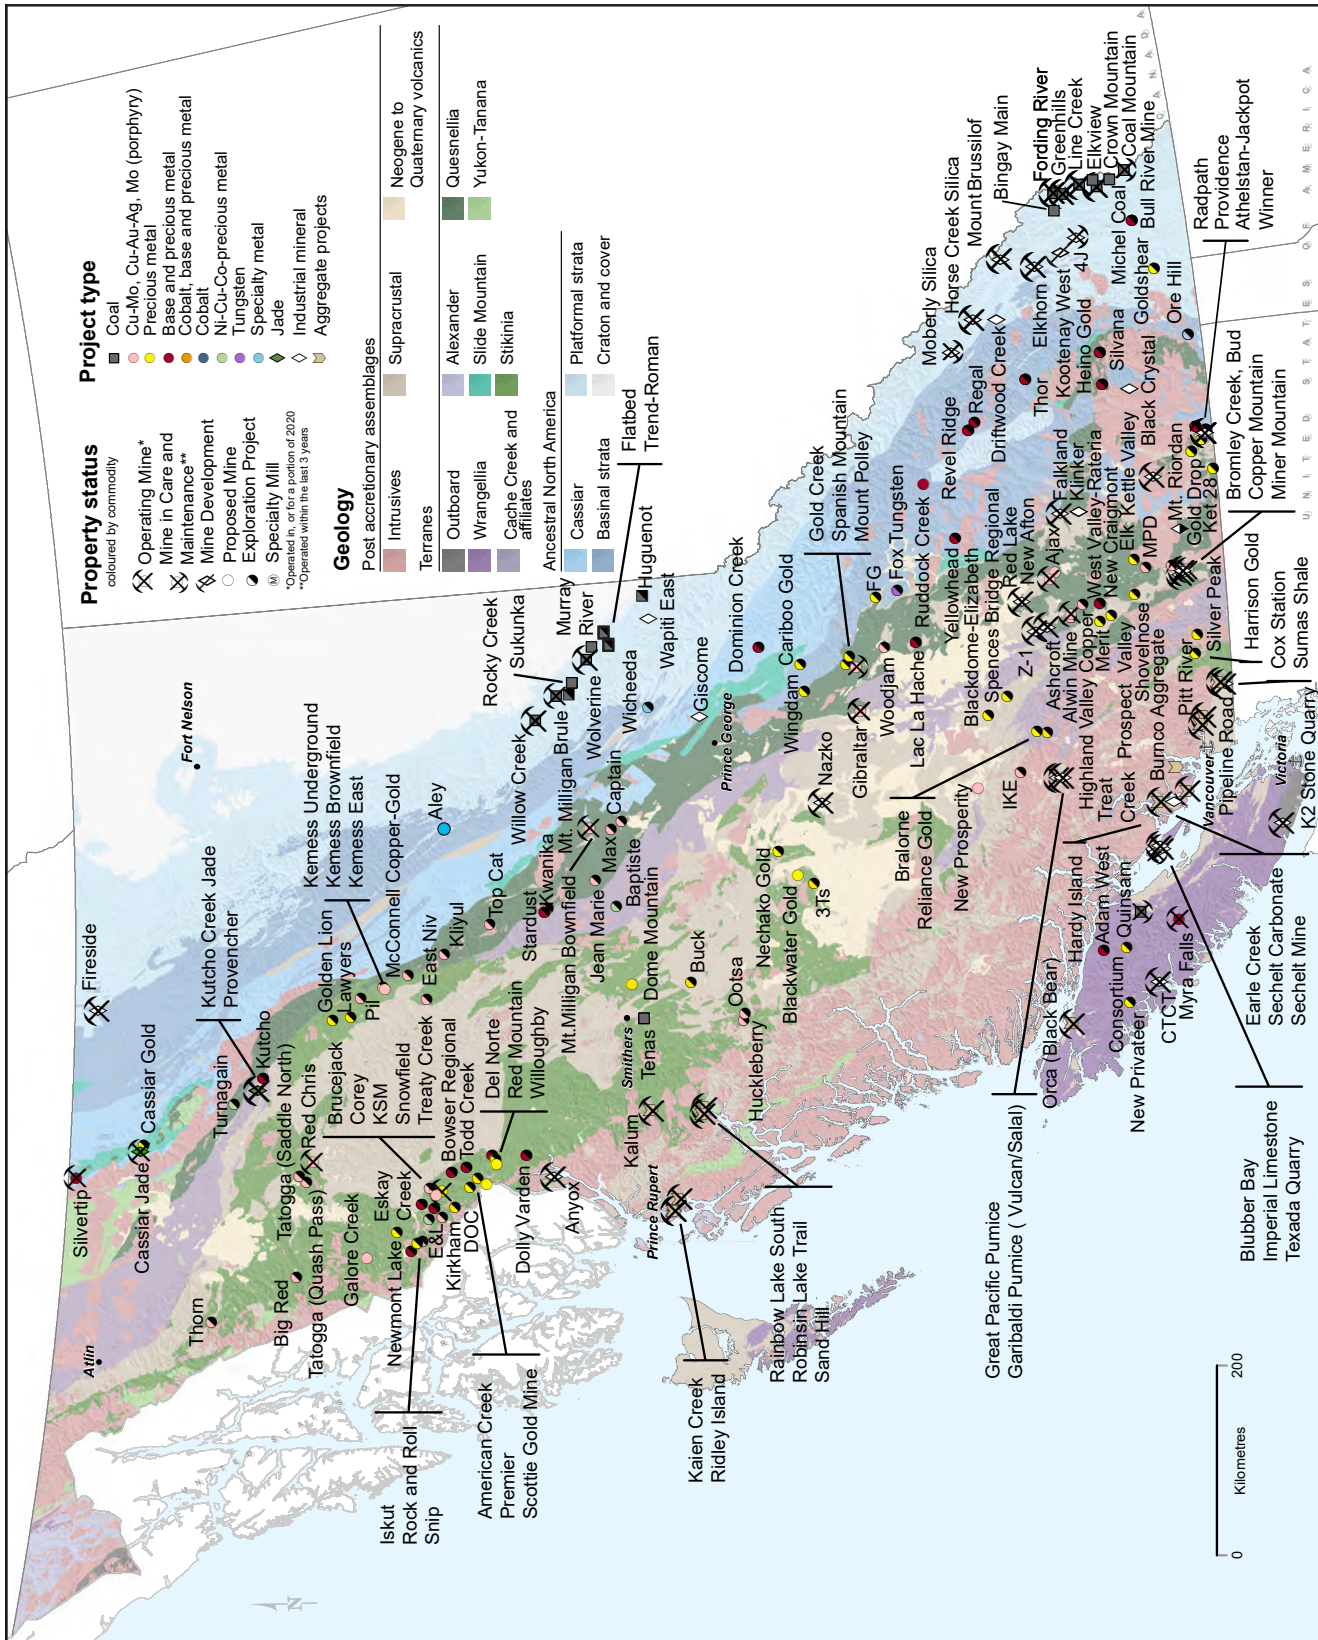 Property status
coloured by commodity
Operating Mine*
Mine in Care and
Maintenance**
Mine Development
Proposed Mine
Exploration Project
M
Specialty Mill
*Operated in, or for a portion of 2020
**Operated within the last 3 years
Project type
Coal
Cu-Mo, Cu-Au-Ag, Mo (porphyry)
Precious metal
Base and precious metal
Cobalt, base and precious metal
Cobalt
Ni-Cu-Co-precious metal
Tungsten
Specialty metal
Jade
Industrial mineral
Aggregate projects
Geology
Post accretionary assemblages
Intrusives
Supracrustal
Neogene to
Quaternary volcanics
Terranes
Outboard
Wrangellia
Cache Creek and
affiliates
Alexander
Slide Mountain
Stikinia
Quesnellia
Yukon-Tanana
Ancestral North America
Cassiar
Basinal strata
Platformal strata
Craton and cover
Atlin
Silvertip
Fireside
Fort Nelson
Cassiar Jade
Cassiar Gold
Kutcho Creek Jade
Provencher
Turnagain
Kutcho
Thorn
Big Red
Tatogga (Quash Pass)
Tatogga (Saddle North)
Red Chris
Galore Creek
Newmont Lake
Eskay
Creek
E&L
Kirkham
DOC
Iskut
Rock and Roll
Snip
American Creek
Premier
Scottie Gold Mine
Brucejack
Corey
KSM
Snowfield
Treaty Creek
Bowser Regional
Todd Creek
Del Norte
Red Mountain
Willoughby
Dolly Varden
Anyox
Kemess Underground
Kemess Brownfield
Kemess East
Golden Lion
Lawyers
Pil
McConnell Copper-Gold
East Niv
Kliyul
Aley
Top Cat
Stardust
Kwanika
Mt.Milligan Bownfield
Mt. Milligan
Jean Marie
Max
Captain
Baptiste
Dome Mountain
Smithers
Tenas
Buck
Kalum
Prince Rupert
Kaien Creek
Ridley Island
Rainbow Lake South
Robinsin Lake Trail
Sand Hill
Huckleberry
Ootsa
Nechako Gold
Blackwater Gold
3Ts
Nazko
Willow Creek
Brule
Rocky Creek
Sukunka
Wolverine
Murray
River
Flatbed
Trend-Roman
Huguenot
Wapiti East
Wicheeda
Giscome
Prince George
Dominion Creek
Cariboo Gold
Wingdam
Gold Creek
Spanish Mountain
Mount Polley
Gibraltar
Woodjam
Lac La Hache
FG
Fox Tungsten
Ruddock Creek
Yellowhead
Bralorne
Reliance Gold
New Prosperity
IKE
Blackdome-Elizabeth
Spences Bridge Regional
Red Lake
New Afton
Z-1
Ashcroft
Ajax
Falkland
Klinker
Alwin Mine
Highland Valley Copper
West Valley-Rateria
Merit
New Craigmont
Prospect Valley
Shovelnose
Elk
Kettle Valley
MPD
Treat
Creek
Burnco Aggregate
Pitt River
Silver Peak
Harrison Gold
Cox Station
Sumas Shale
Bromley Creek, Bud
Copper Mountain
Miner Mountain
Mt. Riordan
Gold Drop
Ket 28
Black Crystal
Radpath
Providence
Athelstan-Jackpot
Winner
Revel Ridge
Regal
Driftwood Creek
Thor
Moberly Silica
Horse Creek Silica
Mount Brussilof
Bingay Main
Elkhorn
Kootenay West
4J
Heino Gold
Silvana
Goldshear
Ore Hill
Michel Coal
Bull River Mine
Fording River
Greenhills
Line Creek
Elkview
Crown Mountain
Coal Mountain
Great Pacific Pumice
Garibaldi Pumice ( Vulcan/Salal)
Orca (Black Bear)
Hardy Island
Adam West
Quinsam
Consortium
New Privateer
CTCT
Myra Falls
Blubber Bay
Imperial Limestone
Texada Quarry
Earle Creek
Sechelt Carbonate
Sechelt Mine
Vancouver
Pipeline Road
Victoria
K2 Stone Quarry
CANADA
UNITED STATES OF AMERICA
N
0
200
Kilometres